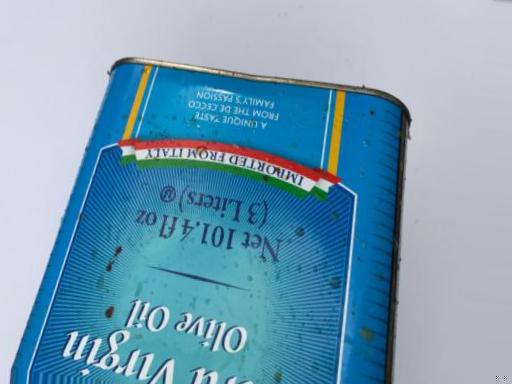 Virgin
Olive Oil
Net 101.4 fl oz
(3 Liters)®
IMPORTED FROM ITALY
A UNIQUE TASTE
FROM THE DE CECCO
FAMILY'S PASSION